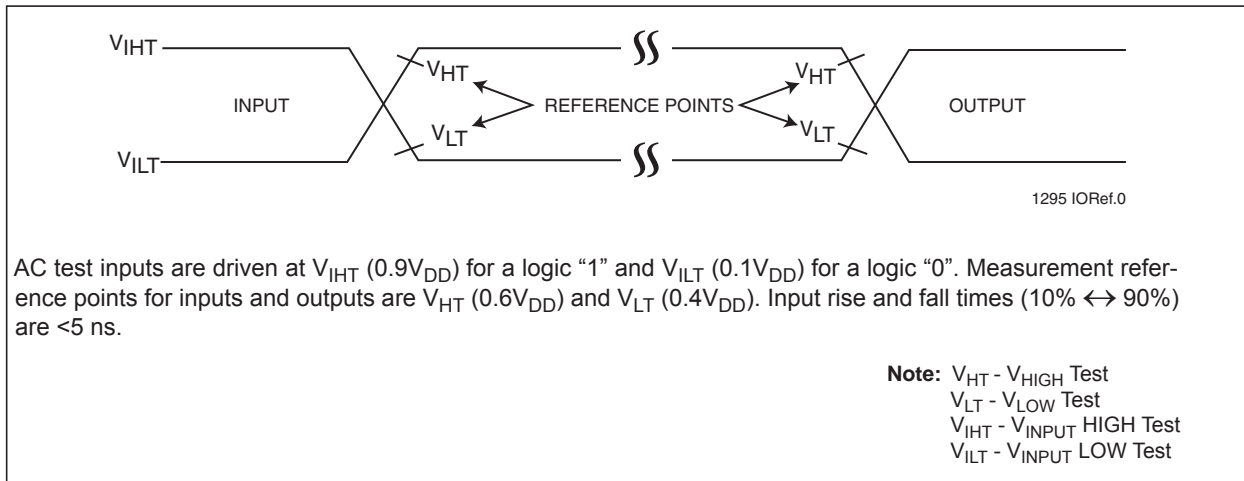 VIHT
VHT
VHT
INPUT
REFERENCE POINTS
OUTPUT
VLT
VLT
VILT
1295 IORef.0
AC test inputs are driven at VIHT (0.9VDD) for a logic “1” and VILT (0.1VDD) for a logic “0”. Measurement refer-
ence points for inputs and outputs are VHT (0.6VDD) and VLT (0.4VDD). Input rise and fall times (10% ↔ 90%)
are <5 ns.
Note: VHT - VHIGH Test
VLT - VLOW Test
VIHT - VINPUT HIGH Test
VILT - VINPUT LOW Test